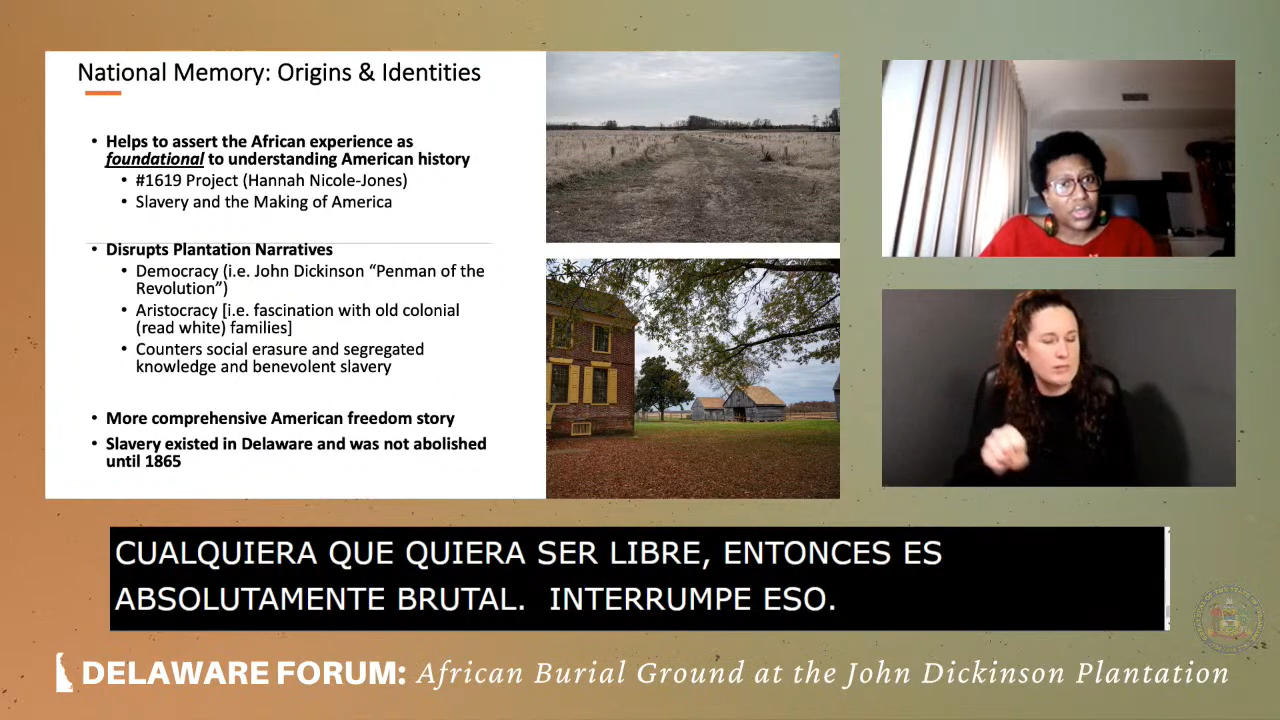 National Memory: Origins & Identities
• Helps to assert the African experience as
foundational to understanding American history
• #1619 Project (Hannah Nicole-Jones)
• Slavery and the Making of America
• Disrupts Plantation Narratives
• Democracy (i.e. John Dickinson “Penman of the
Revolution”)
• Aristocracy [i.e. fascination with old colonial
(read white) families]
• Counters social erasure and segregated
knowledge and benevolent slavery
• More comprehensive American freedom story
• Slavery existed in Delaware and was not abolished
until 1865
CUALQUIERA QUE QUIERA SER LIBRE, ENTONCES ES
ABSOLUTAMENTE BRUTAL.  INTERRUMPE ESO.
DELAWARE FORUM: African Burial Ground at the John Dickinson Plantation